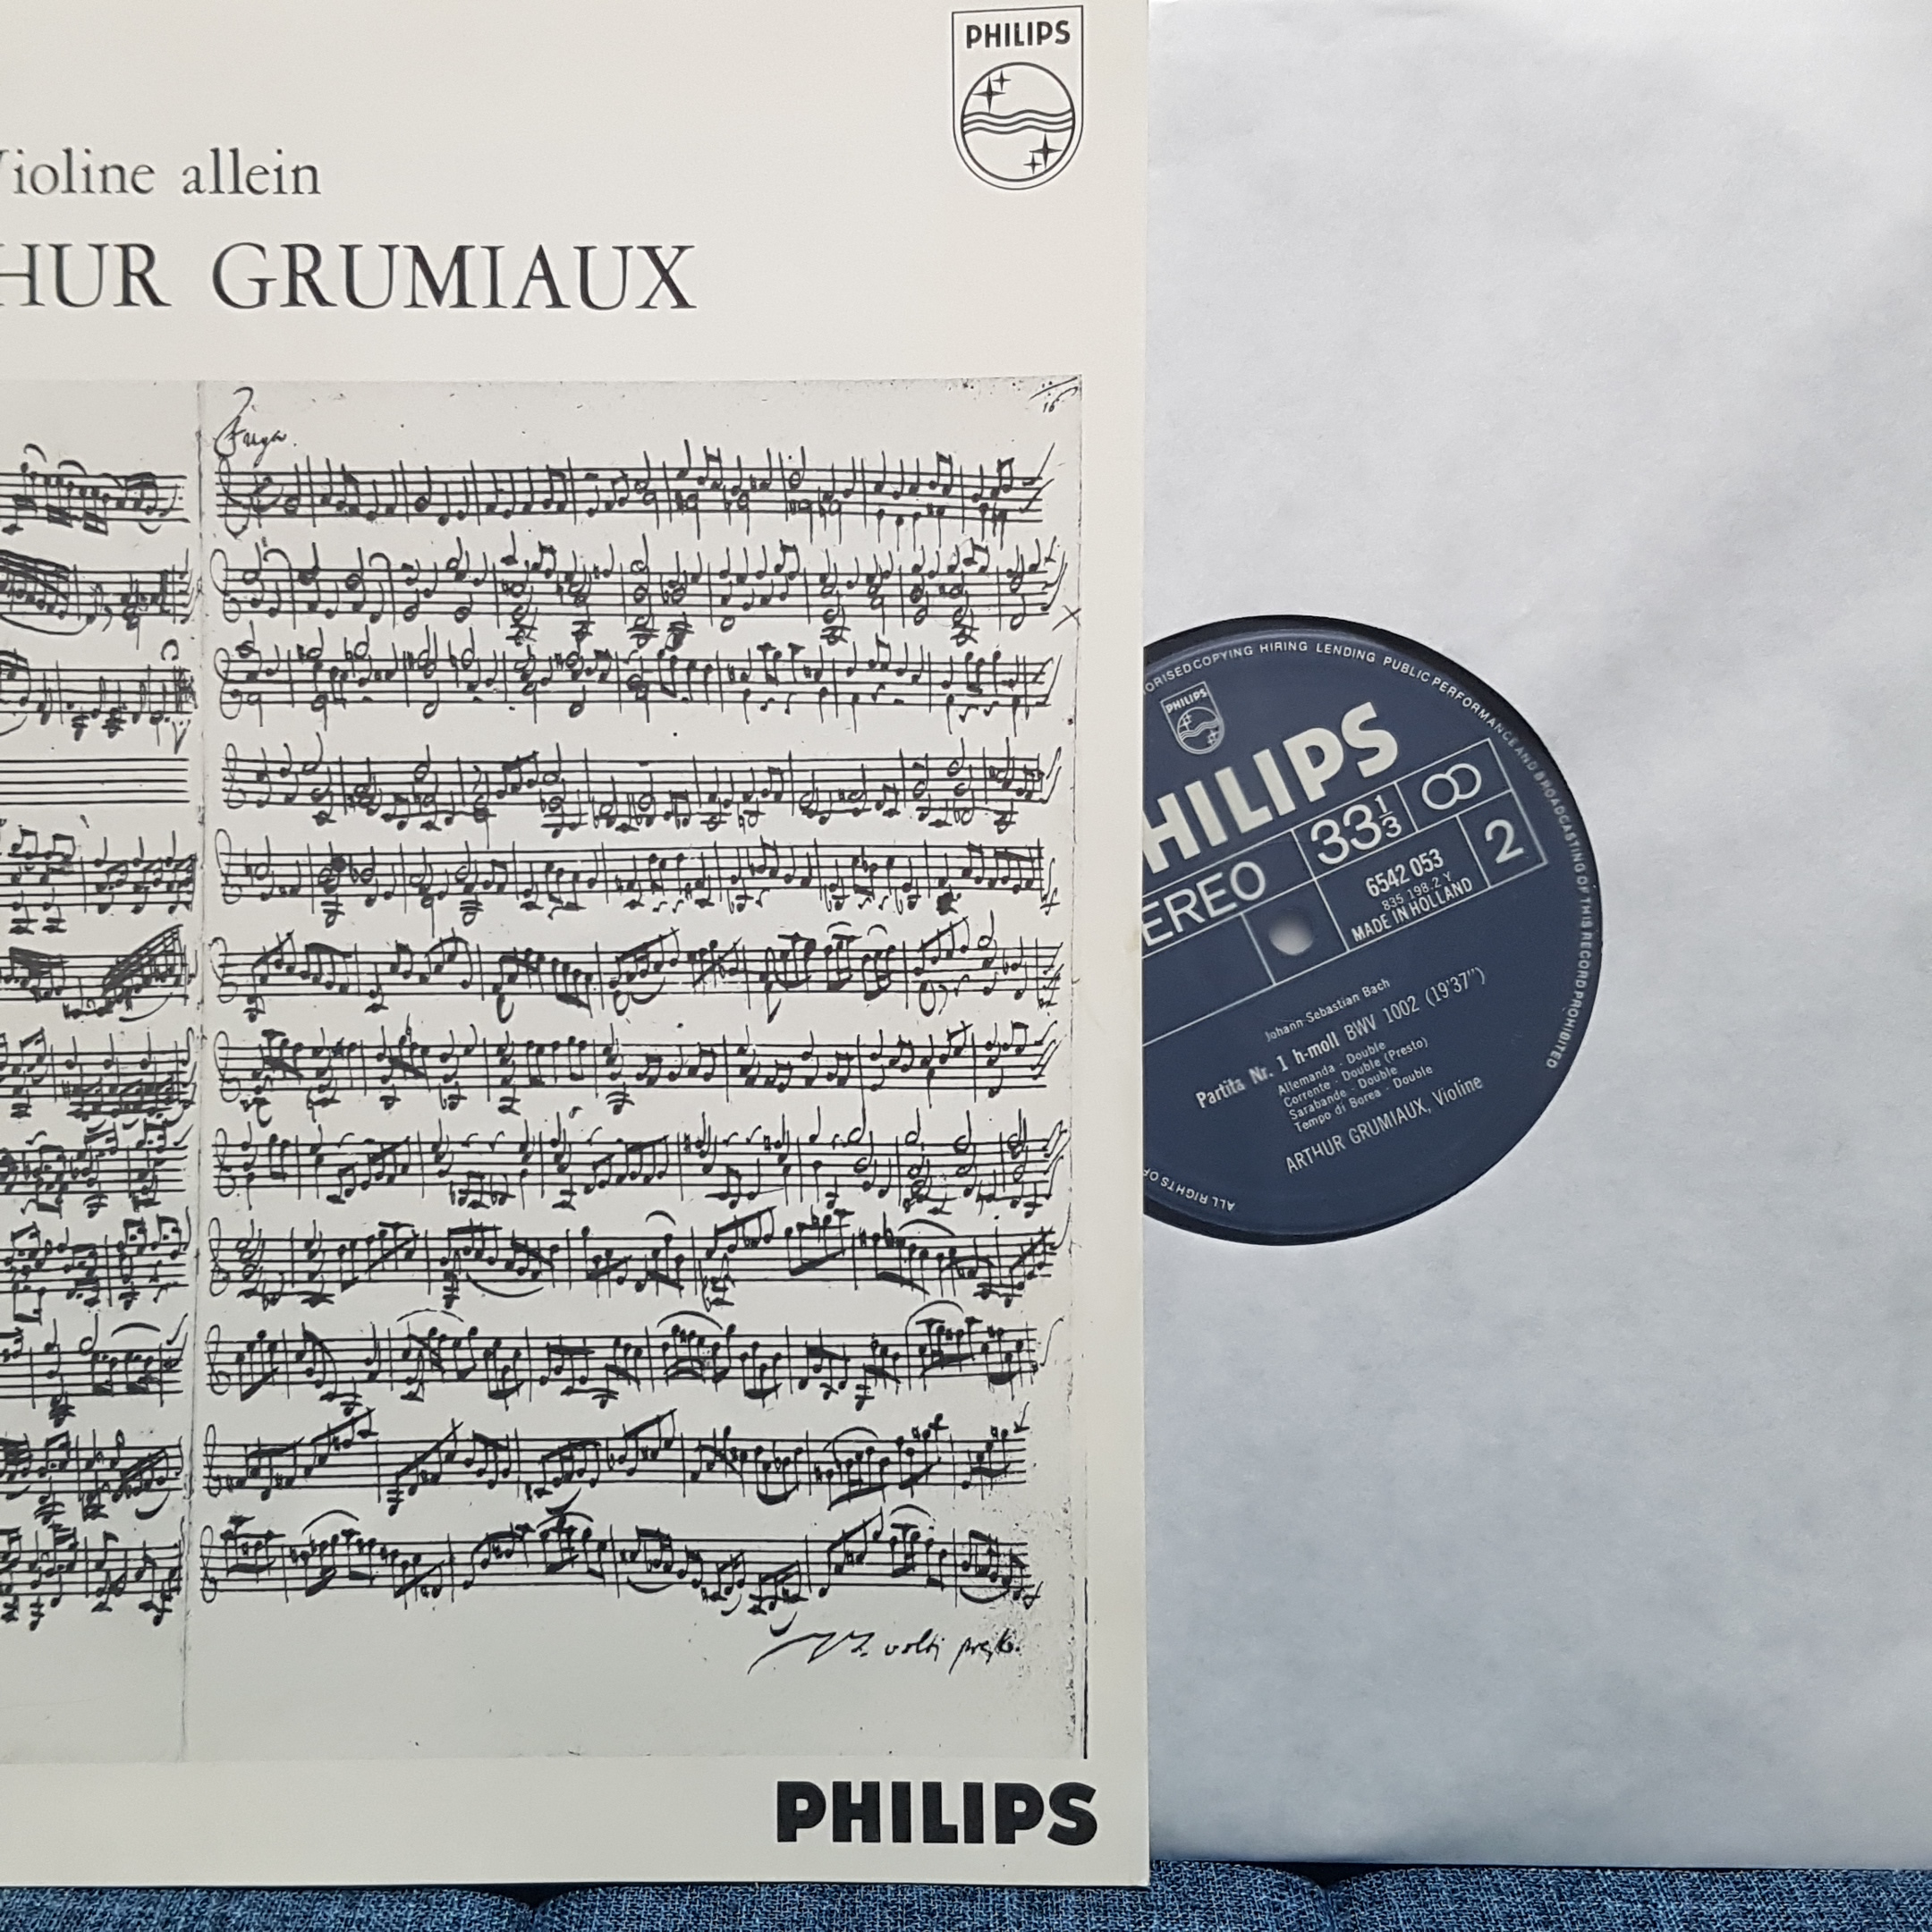 PHILIPS
Violine allein
HUR GRUMIAUX
Fuga.
16
volti presto.
PHILIPS
ORISED COPYING HIRING LENDING PUBLIC PERFORMANCE AND BROADCASTING OF THIS RECORD PROHIBITED
PHILIPS
HILIPS
EREO
33 1/3
6542 053
835 198.2 Y
MADE IN HOLLAND
2
Johann Sebastian Bach
Partita Nr. 1 h-moll BWV 1002 (19'37'')
Allemanda - Double
Corrente - Double (Presto)
Sarabande - Double
Tempo di Borea - Double
ARTHUR GRUMIAUX, Violine
ALL RIGHTS OF